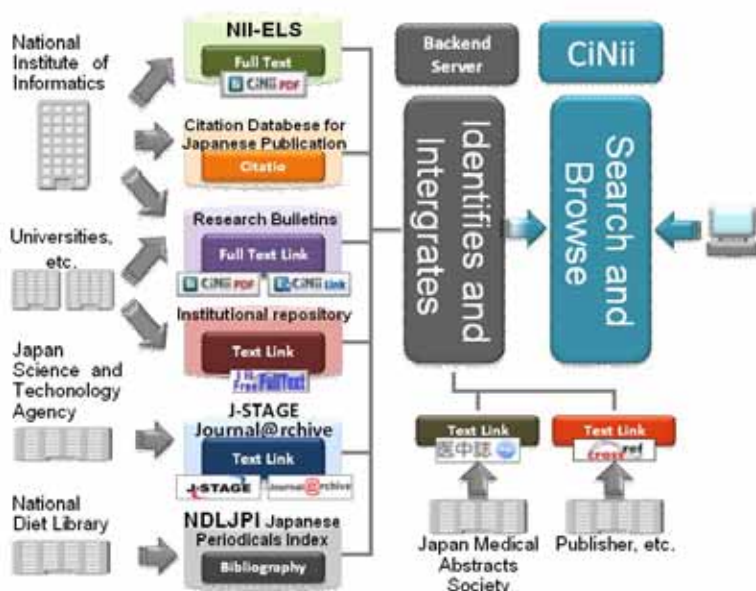 National
Institute of
Informatics
Universities,
etc.
Japan
Science and
Techonology
Agency
National
Diet Library
NII-ELS
Full Text
CiNii PDF
Citation Databese for
Japanese Publication
Citatio
Research Bulletins
Full Text Link
CiNii PDF
CiNii Link
Institutional repository
Text Link
Free FullText
J-STAGE
Journal@rchive
Text Link
J-STAGE
Journal@rchive
NDLJPI Japanese
Periodicals Index
Bibliography
Backend
Server
Identifies and
Intergrates
CiNii
Search and
Browse
Text Link
医中誌
Japan Medical
Abstracts
Society
Text Link
cross ref
Publisher, etc.